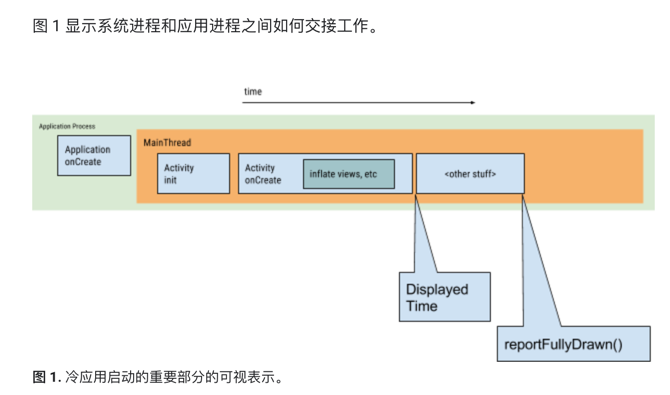 图 1 显示系统进程和应用进程之间如何交接工作。
time
Application Process
Application
onCreate
MainThread
Activity
init
Activity
onCreate
inflate views, etc
<other stuff>
Displayed
Time
reportFullyDrawn()
图 1. 冷应用启动的重要部分的可视表示。